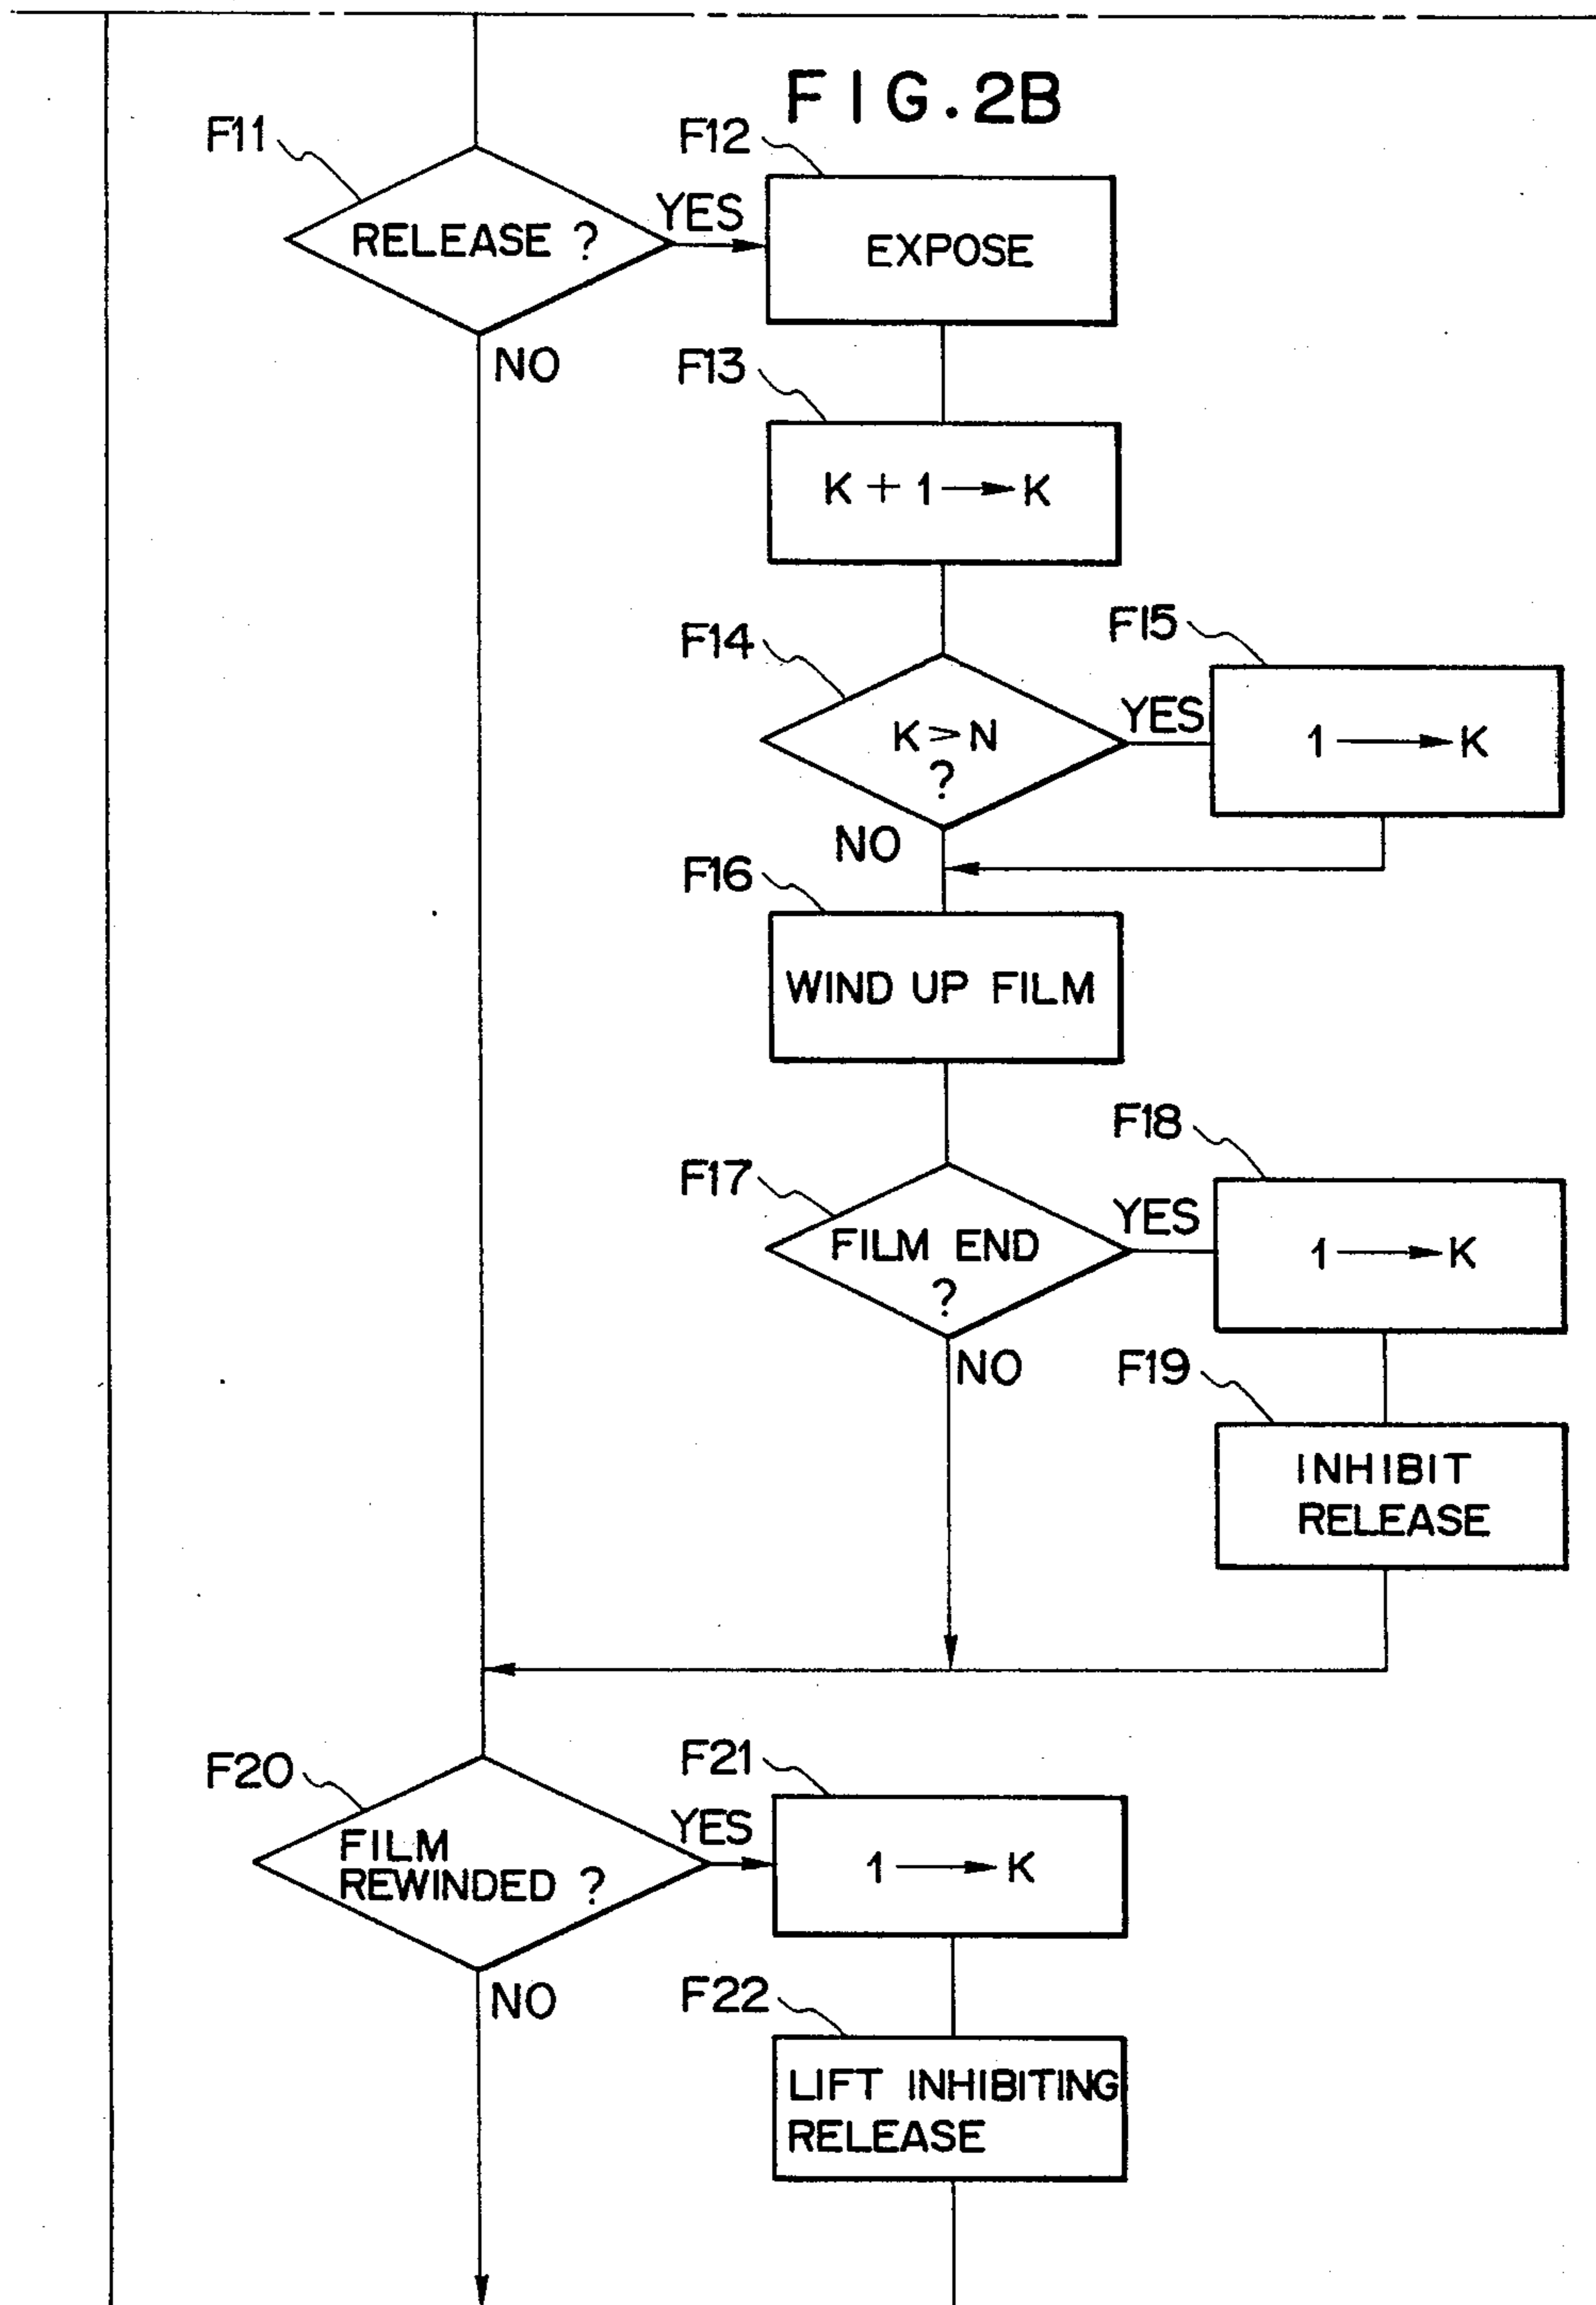 FIG.2B
F11
RELEASE ?
YES
NO
F12
EXPOSE
F13
K + 1 → K
F14
K > N
?
YES
NO
F15
1 → K
F16
WIND UP FILM
F17
FILM END
?
YES
NO
F18
1 → K
F19
INHIBIT
RELEASE
F20
FILM
REWINDED ?
YES
NO
F21
1 → K
F22
LIFT INHIBITING
RELEASE